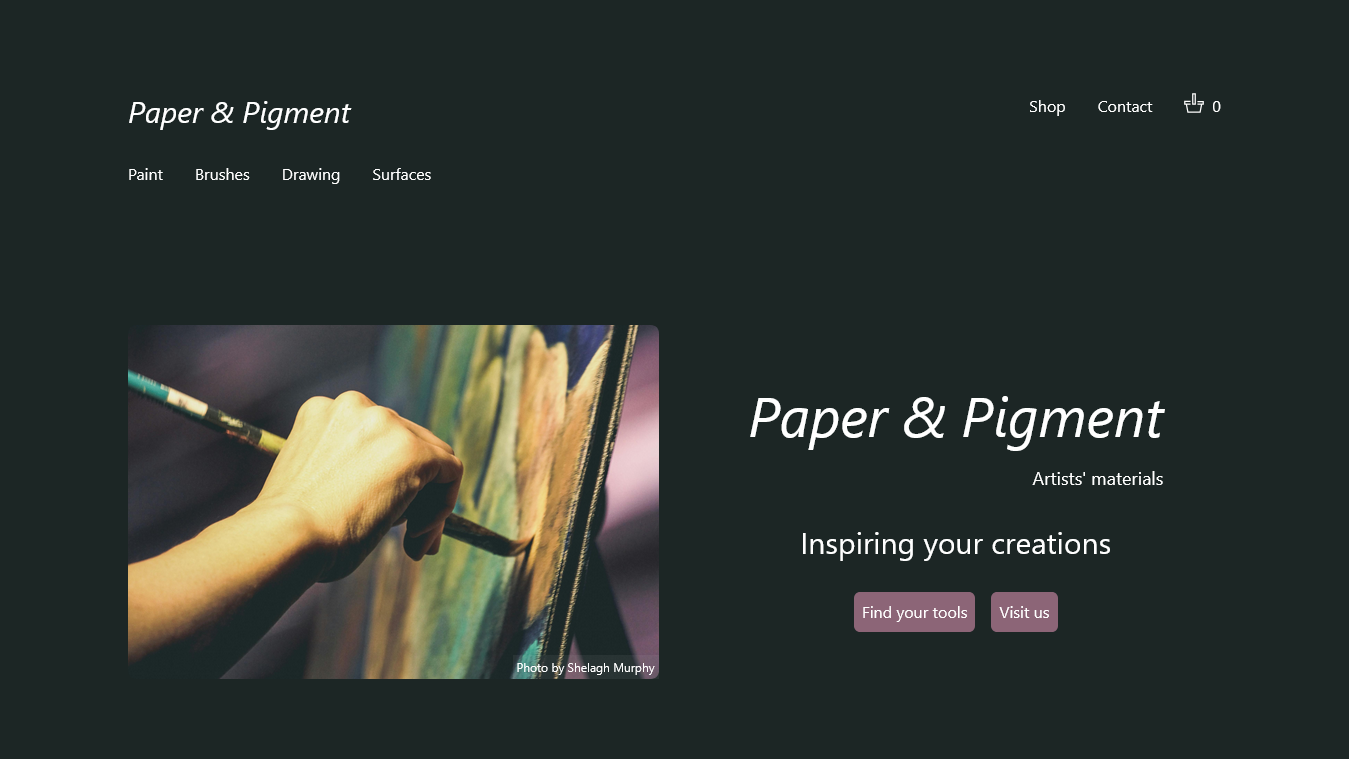 Paper & Pigment
Shop
Contact
0
Paint
Brushes
Drawing
Surfaces
Paper & Pigment
Artists' materials
Inspiring your creations
Find your tools
Visit us
Photo by Shelagh Murphy